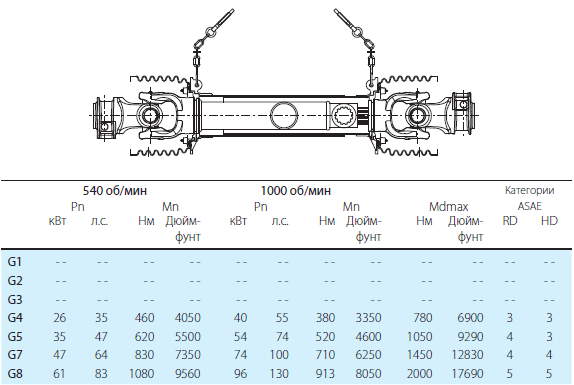 540 об/мин 1000 об/мин Категории
Pn Mn Pn Mn Mdmax ASAE
кВт л.с. Нм Дюйм- кВт л.с. Нм Дюйм- Нм Дюйм- RD HD
фунт фунт фунт
G1 -- -- -- -- -- -- -- -- -- -- -- --
G2 -- -- -- -- -- -- -- -- -- -- -- --
G3 -- -- -- -- -- -- -- -- -- -- -- --
G4 26 35 460 4050 40 55 380 3350 780 6900 3 3
G5 35 47 620 5500 54 74 520 4600 1050 9290 4 3
G7 47 64 830 7350 74 100 710 6250 1450 12830 4 4
G8 61 83 1080 9560 96 130 913 8050 2000 17690 5 5